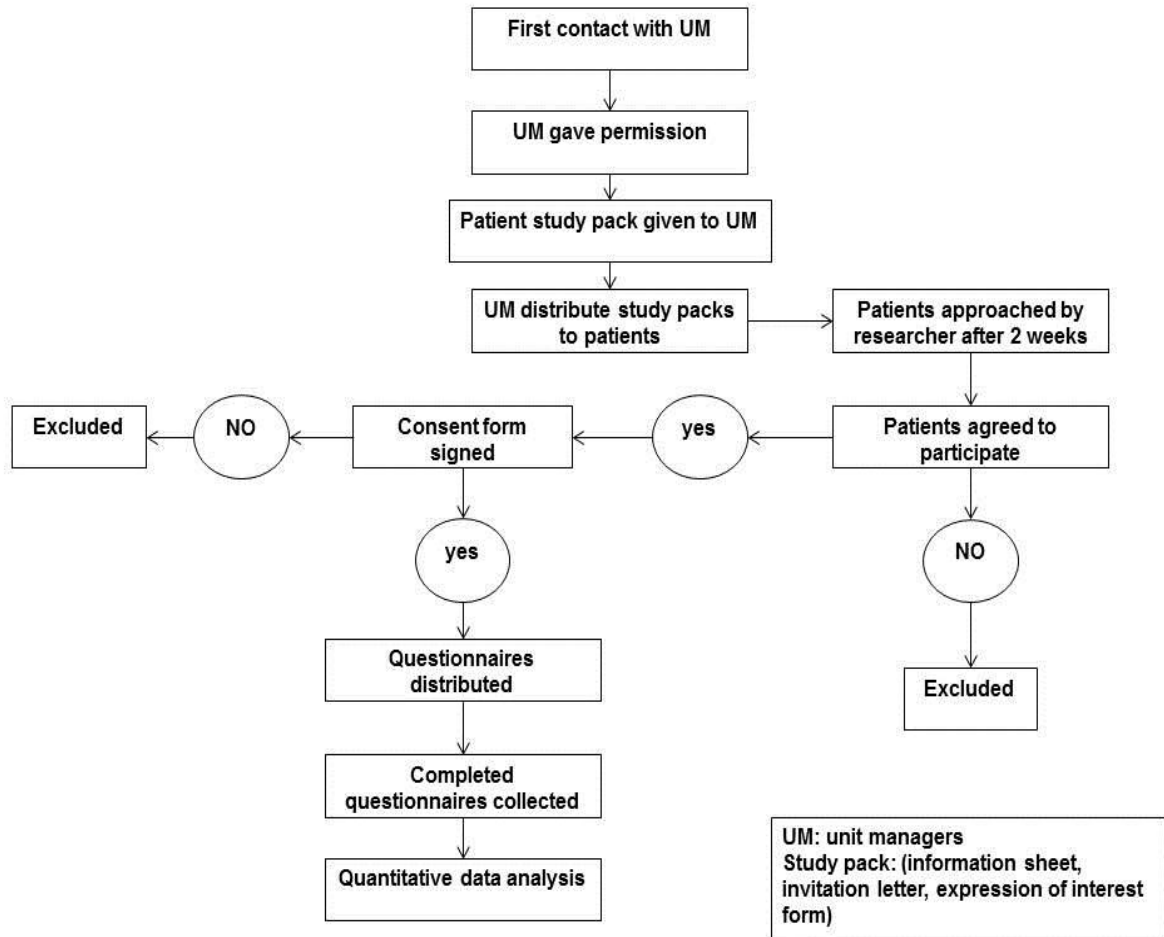 First contact with UM
UM gave permission
Patient study pack given to UM
UM distribute study packs
to patients
Patients approached by
researcher after 2 weeks
Excluded
NO
Consent form
signed
yes
Patients agreed to
participate
yes
NO
Questionnaires
distributed
Excluded
Completed
questionnaires collected
Quantitative data analysis
UM: unit managers
Study pack: (information sheet,
invitation letter, expression of interest
form)